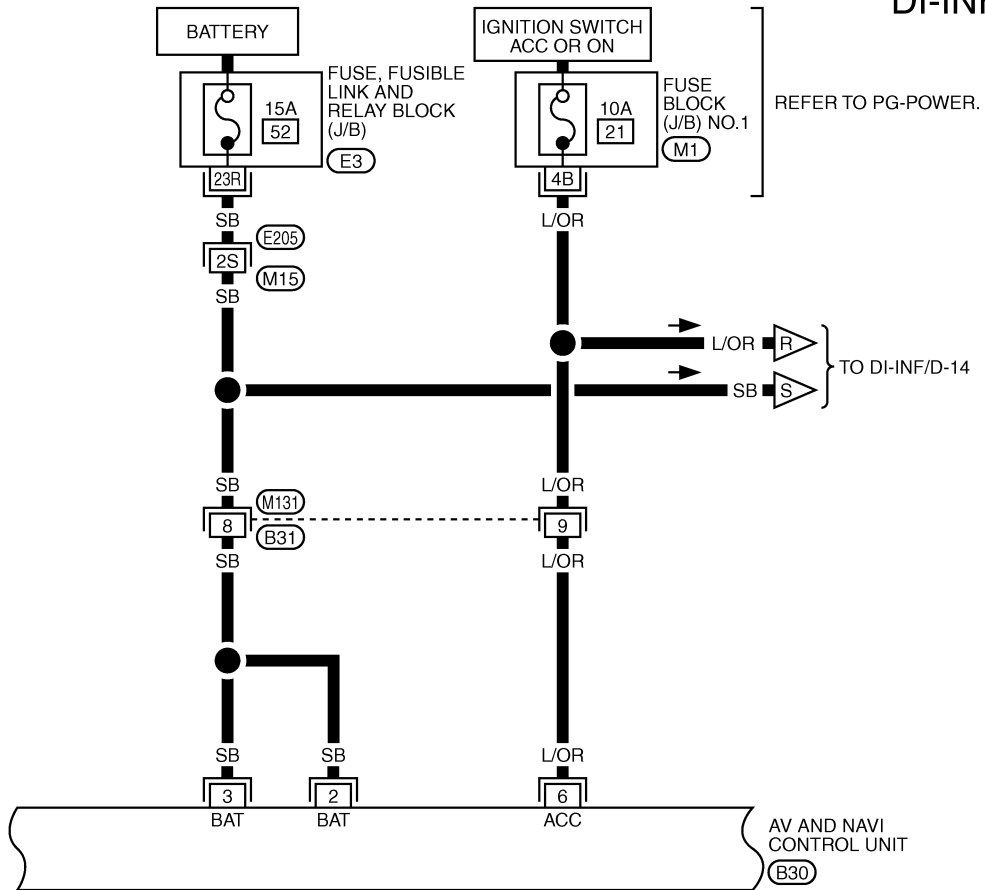 DI-INF
BATTERY
IGNITION SWITCH
ACC OR ON
FUSE, FUSIBLE
LINK AND
RELAY BLOCK
(J/B)
E3
15A
52
10A
21
FUSE
BLOCK
(J/B) NO.1
M1
REFER TO PG-POWER.
23R
4B
SB
L/OR
E205
2S
M15
SB
L/OR
R
SB
S
TO DI-INF/D-14
SB
L/OR
M131
8
9
B31
SB
L/OR
SB
SB
L/OR
3
2
6
BAT
BAT
ACC
AV AND NAVI
CONTROL UNIT
B30